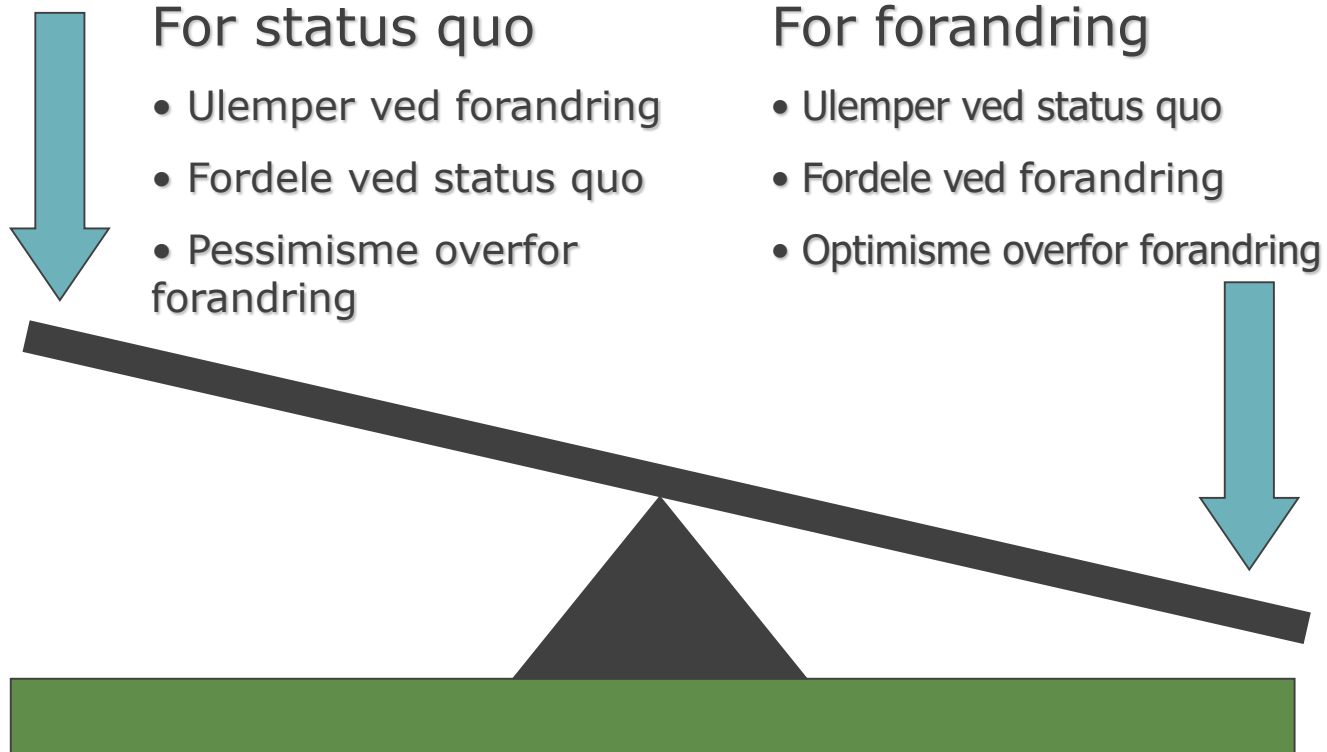 For status quo
• Ulemper ved forandring
• Fordele ved status quo
• Pessimisme overfor
forandring
For forandring
• Ulemper ved status quo
• Fordele ved forandring
• Optimisme overfor forandring